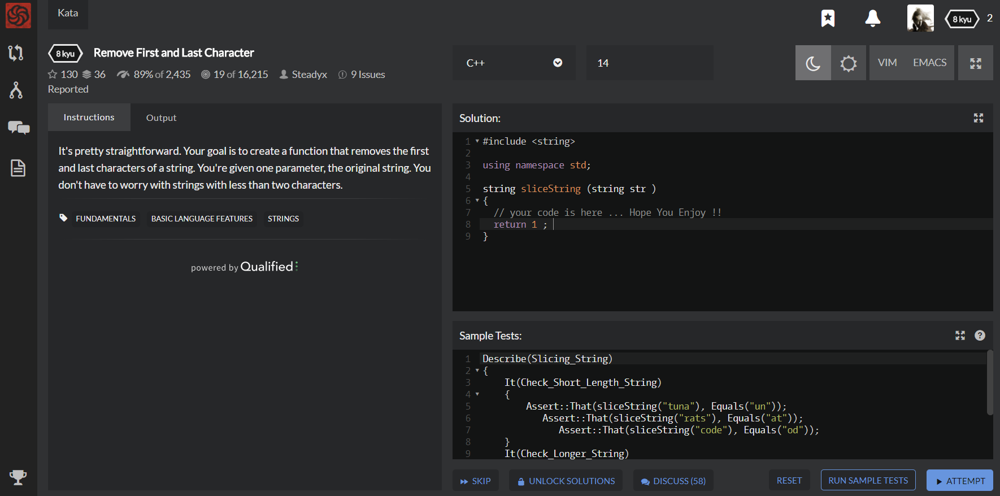 Kata
8 kyu 2
8 kyu Remove First and Last Character
130 36 89% of 2,435 19 of 16,215 Steadyx 9 Issues
Reported
C++
14
VIM EMACS
Instructions Output
It's pretty straightforward. Your goal is to create a function that removes the first
and last characters of a string. You're given one parameter, the original string. You
don't have to worry with strings with less than two characters.
FUNDAMENTALS BASIC LANGUAGE FEATURES STRINGS
powered by Qualified
Solution:
1 #include <string>
2
3 using namespace std;
4
5 string sliceString (string str )
6 {
7 // your code is here ... Hope You Enjoy !!
8 return 1 ;
9 }
Sample Tests:
1 Describe(Slicing_String)
2 {
3 It(Check_Short_Length_String)
4 {
5 Assert::That(sliceString("tuna"), Equals("un"));
6 Assert::That(sliceString("rats"), Equals("at"));
7 Assert::That(sliceString("code"), Equals("od"));
8 }
9 It(Check_Longer_String)
SKIP UNLOCK SOLUTIONS DISCUSS (58) RESET RUN SAMPLE TESTS ATTEMPT